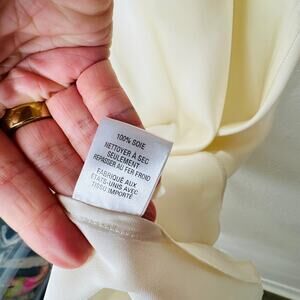 100% SOIE
NETTOYER À SEC
SEULEMENT
REPASSER AU FER FROID
FABRIQUÉ AUX
ÉTATS-UNIS AVEC
TISSU IMPORTÉ